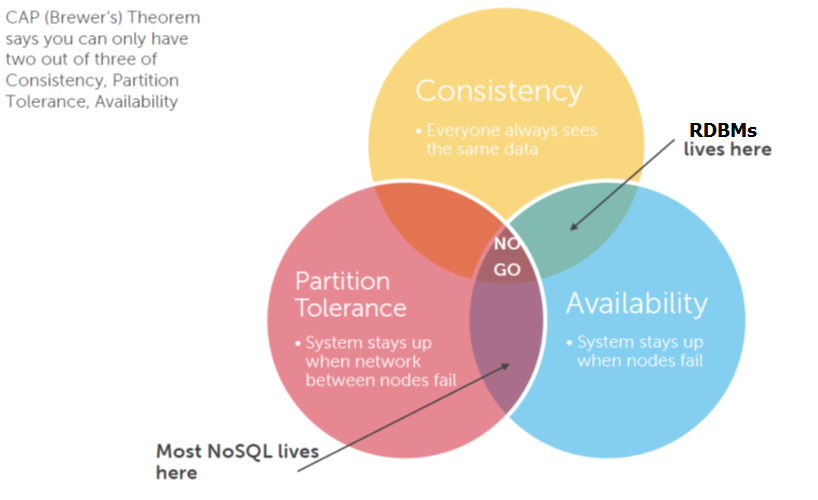 CAP (Brewer's) Theorem
says you can only have
two out of three of
Consistency, Partition
Tolerance, Availability
Consistency
• Everyone always sees
the same data
RDBMs
lives here
NO
GO
Partition
Tolerance
• System stays up
when network
between nodes fail
Availability
• System stays up
when nodes fail
Most NoSQL lives
here